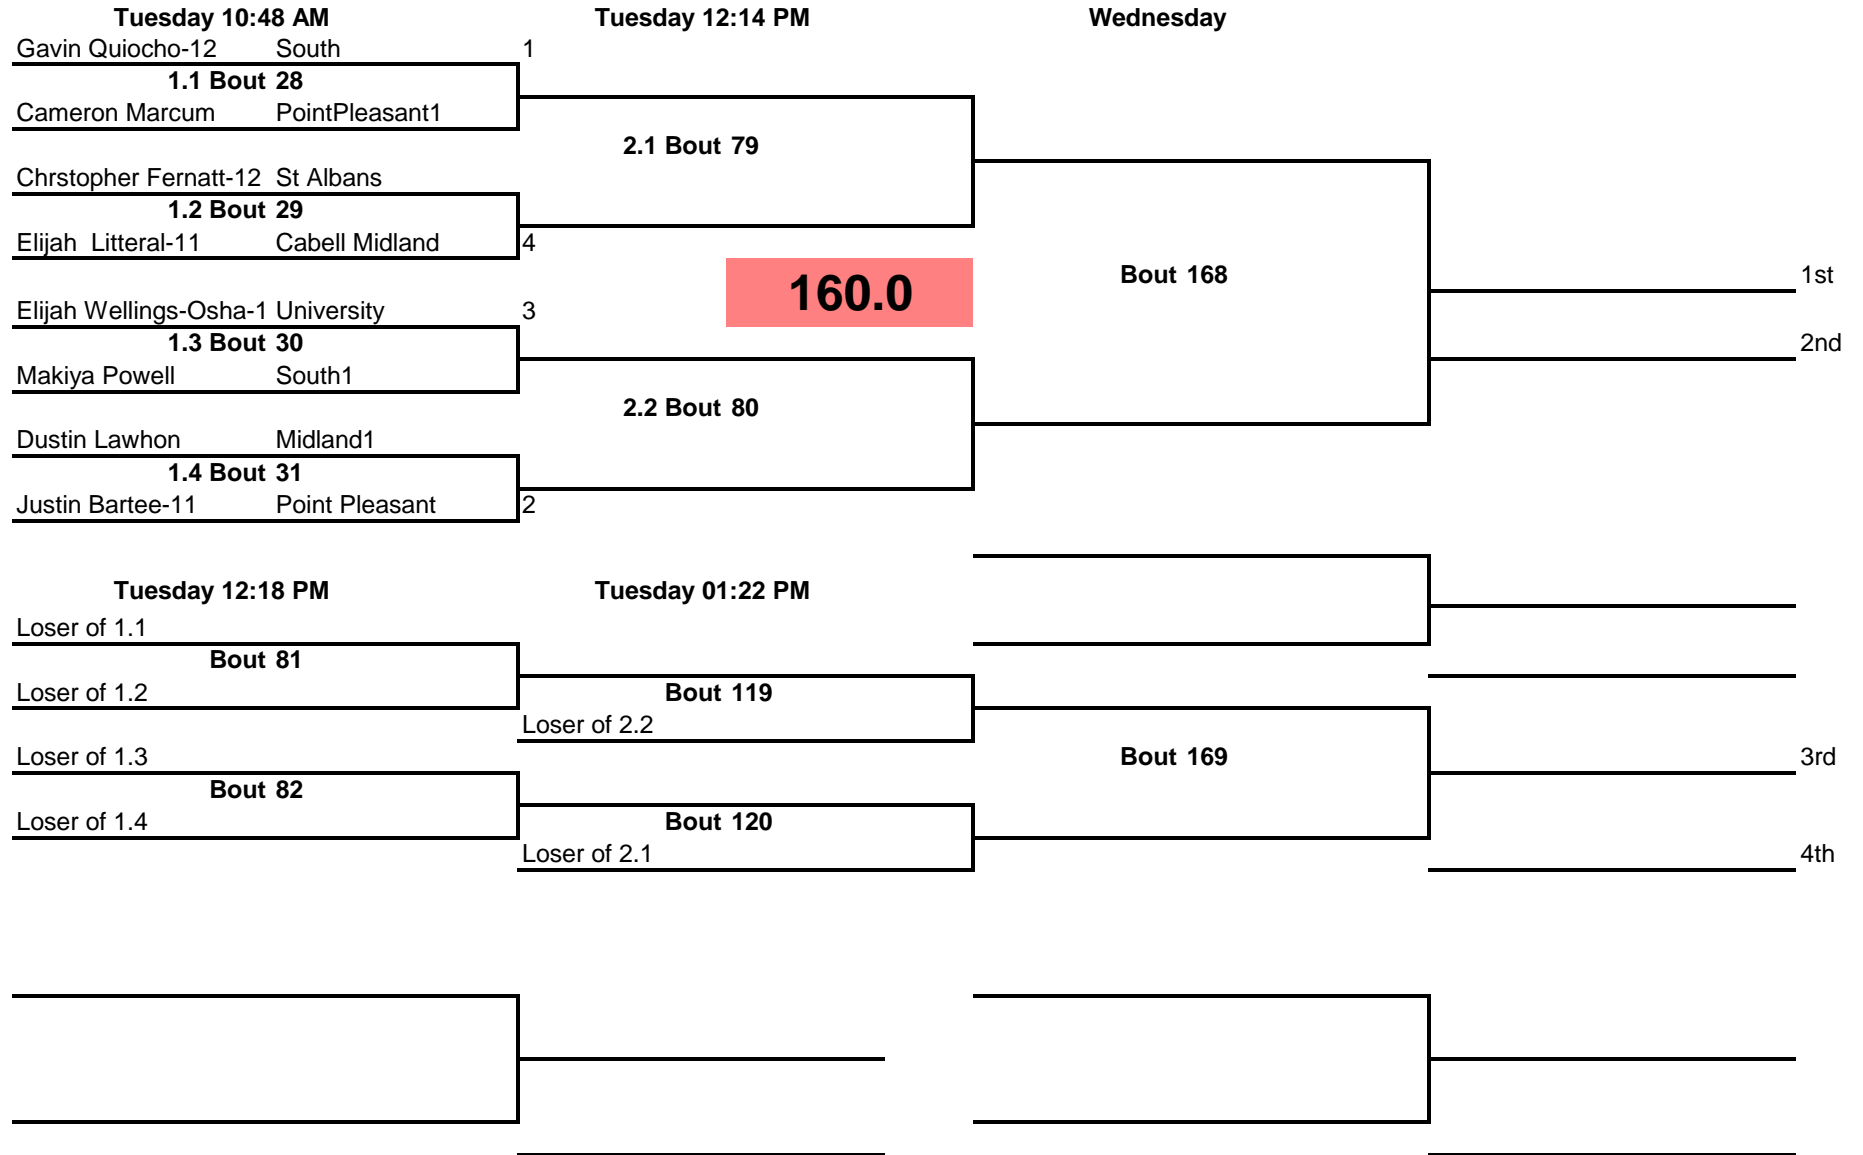 Tuesday 10:48 AM Tuesday 12:14 PM Wednesday
Gavin Quiocho-12 South 1
1.1 Bout 28
Cameron Marcum PointPleasant1
2.1 Bout 79
Chrstopher Fernatt-12 St Albans
1.2 Bout 29
Elijah  Litteral-11 Cabell Midland 4
160.0 Bout 168 1st
Elijah Wellings-Osha-1 University 3
1.3 Bout 30 2nd
Makiya Powell South1
2.2 Bout 80
Dustin Lawhon Midland1
1.4 Bout 31
Justin Bartee-11 Point Pleasant 2
Tuesday 12:18 PM Tuesday 01:22 PM
Loser of 1.1
Bout 81
Loser of 1.2 Bout 119
Loser of 2.2
Loser of 1.3 Bout 169 3rd
Bout 82
Loser of 1.4 Bout 120
Loser of 2.1 4th